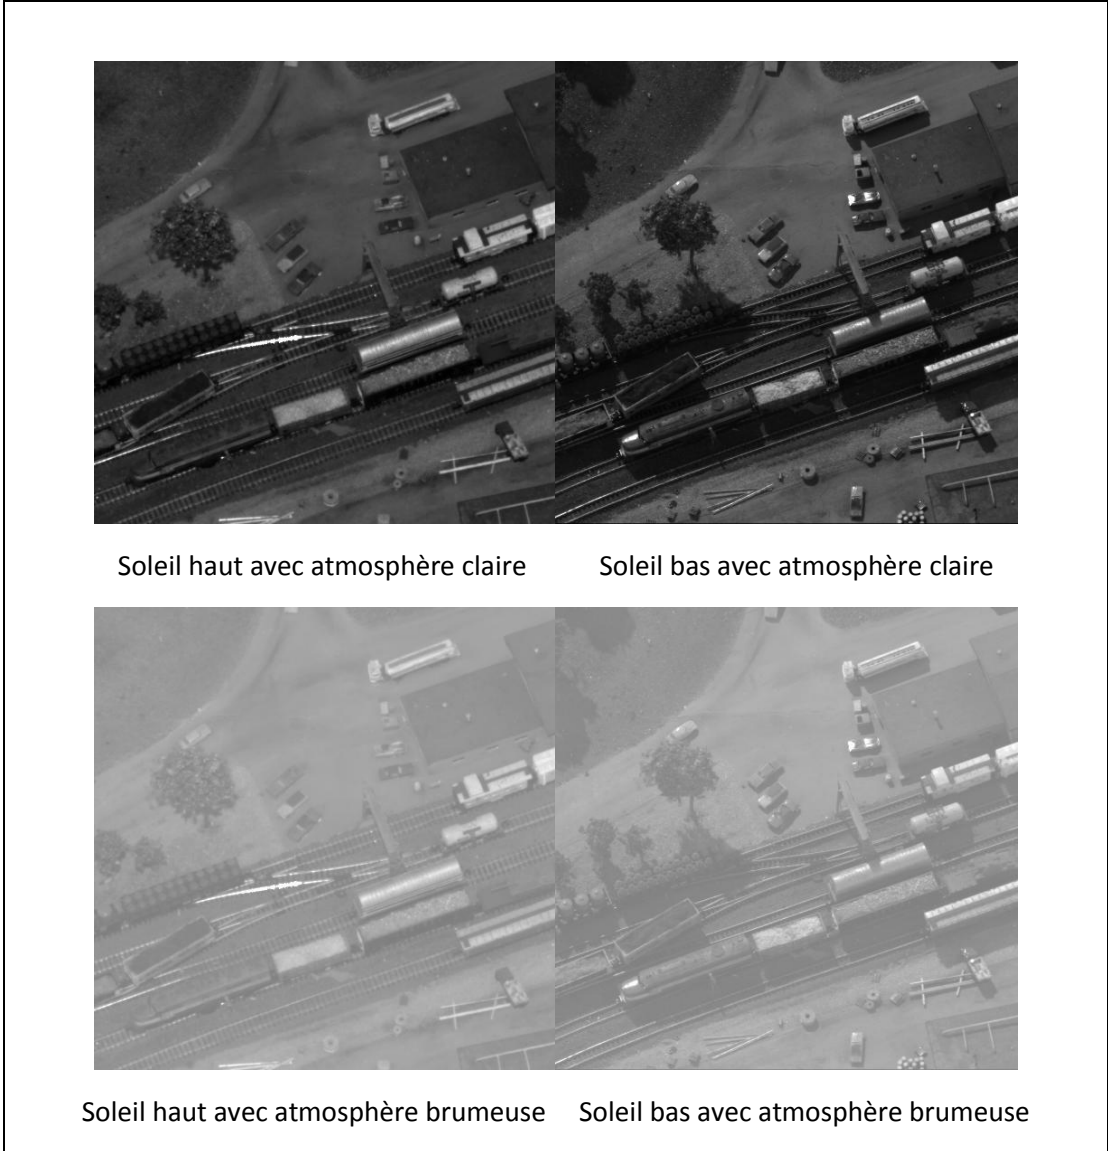 Soleil haut avec atmosphère claire
Soleil bas avec atmosphère claire
Soleil haut avec atmosphère brumeuse
Soleil bas avec atmosphère brumeuse